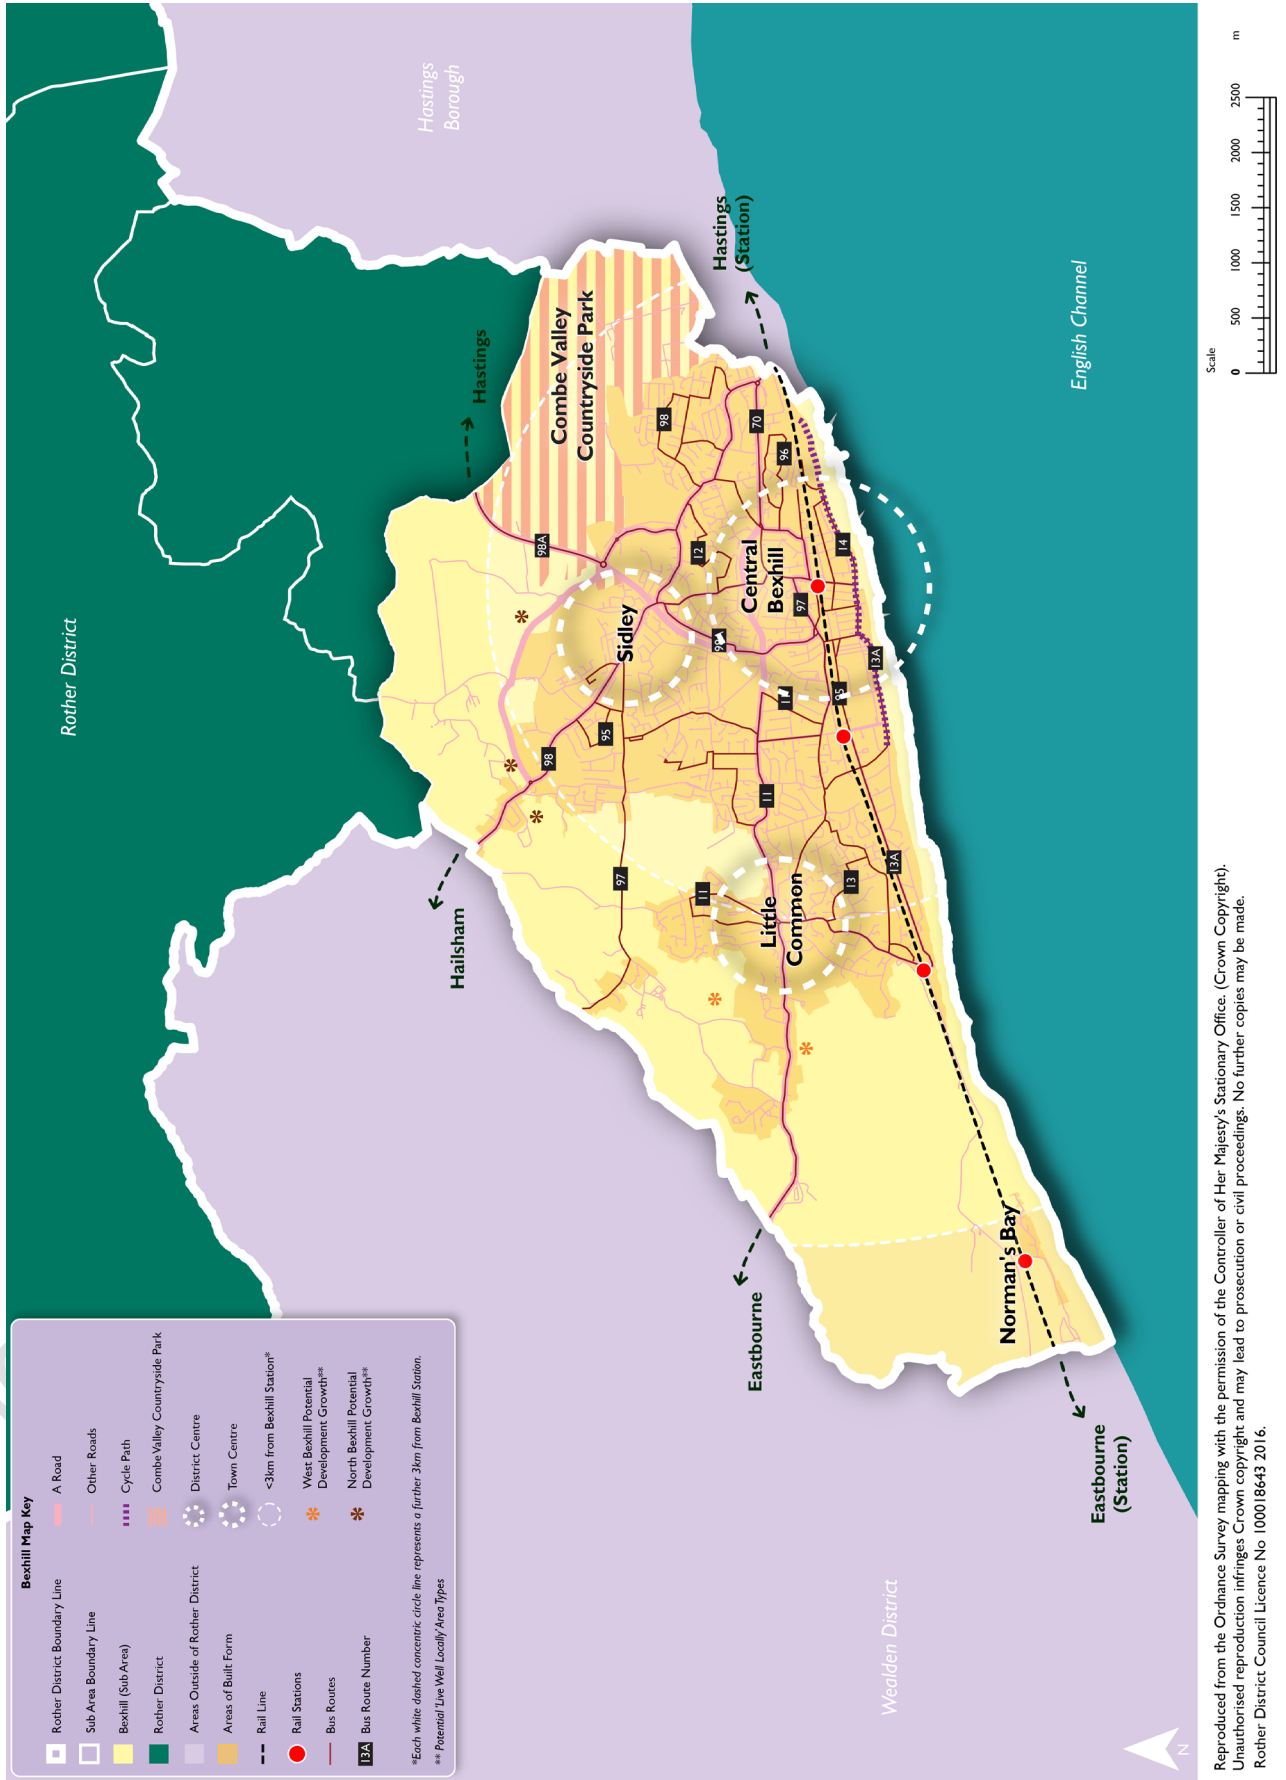 Bexhill Map Key
Rother District Boundary Line
Sub Area Boundary Line
Bexhill (Sub Area)
Rother District
Areas Outside of Rother District
Areas of Built Form
Rail Line
Rail Stations
Bus Routes
13A Bus Route Number
A Road
Other Roads
Cycle Path
Combe Valley Countryside Park
District Centre
Town Centre
<3km from Bexhill Station*
West Bexhill Potential
Development Growth**
North Bexhill Potential
Development Growth**
*Each white dashed concentric circle line represents a further 3km from Bexhill Station.
** Potential 'Live Well Locally' Area Types
Rother District
Hastings
Borough
Hailsham
Hastings
Combe Valley
Countryside Park
98A
98
98
95
Sidley
97
11
12
98A
Hastings
(Station)
70
96
Central
Bexhill
97
14
11
11
95
13A
Little
Common
13
13A
Eastbourne
Norman's Bay
Eastbourne
(Station)
Wealden District
English Channel
N
Scale
0
500
1000
1500
2000
2500
m
Reproduced from the Ordnance Survey mapping with the permission of the Controller of Her Majesty's Stationary Office. (Crown Copyright).
Unauthorised reproduction infringes Crown copyright and may lead to prosecution or civil proceedings. No further copies may be made.
Rother District Council Licence No 100018643 2016.